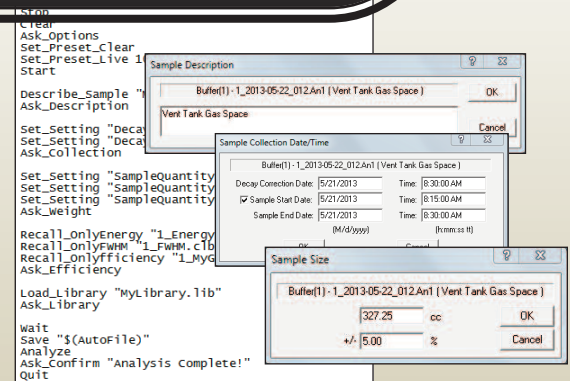 Stop
Clear
Ask_Options
Set_Preset_Clear
Set_Preset_Live
Start
Describe_Sample
Ask_Description
Set_Setting
Set_Setting
Ask_Collection
Set_Setting "SampleQuantity
Set_Setting "SampleQuantity
Ask_Weight
Recall_OnlyEnergy "1_Energy
Recall_OnlyFWHM "1_FWHM.clb
Recall_OnlyEfficiency "1_MyG
Ask_Efficiency
Load_Library "MyLibrary.lib"
Ask_Library
Wait
Save "$(AutoFile)"
Analyze
Ask_Confirm "Analysis Complete!"
Quit
Sample Description
Buffer(1) - 1_2013-05-22_012.An1 ( Vent Tank Gas Space )
OK
Vent Tank Gas Space
Cancel
Sample Collection Date/Time
Buffer(1) - 1_2013-05-22_012.An1 ( Vent Tank Gas Space )
Decay Correction Date: 5/21/2013 Time: 8:30:00 AM
Sample Start Date: 5/21/2013 Time: 8:15:00 AM
Sample End Date: 5/21/2013 Time: 8:30:00 AM
(M/d/yyyy) (h:mm:ss tt)
Sample Size
Buffer(1) - 1_2013-05-22_012.An1 ( Vent Tank Gas Space )
327.25 cc OK
+/- 5.00 % Cancel